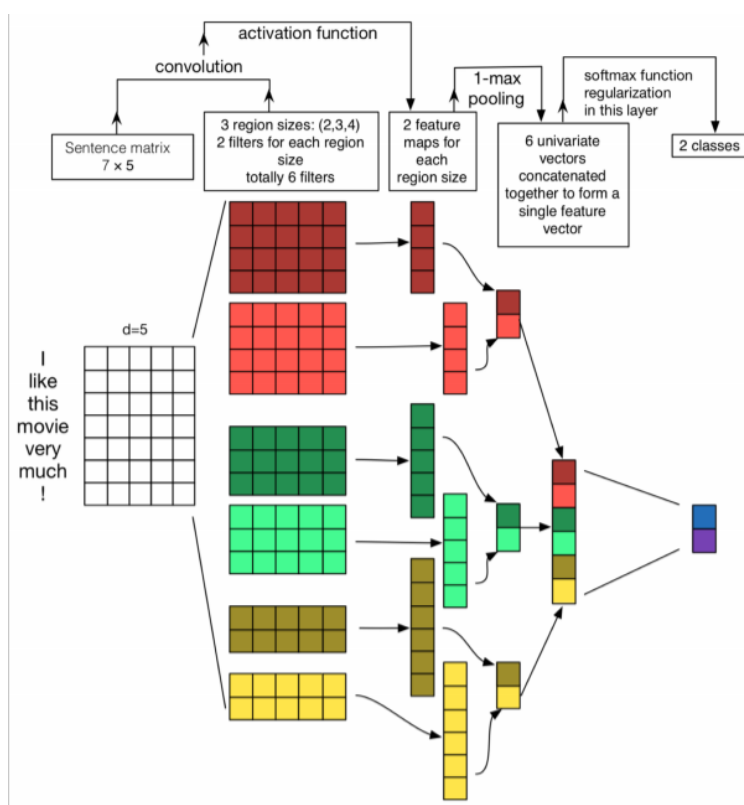 activation function
convolution
1-max
pooling
softmax function
regularization
in this layer
Sentence matrix
7 × 5
3 region sizes: (2,3,4)
2 filters for each region
size
totally 6 filters
2 feature
maps for
each
region size
6 univariate
vectors
concatenated
together to form a
single feature
vector
2 classes
d=5
I
like
this
movie
very
much
!